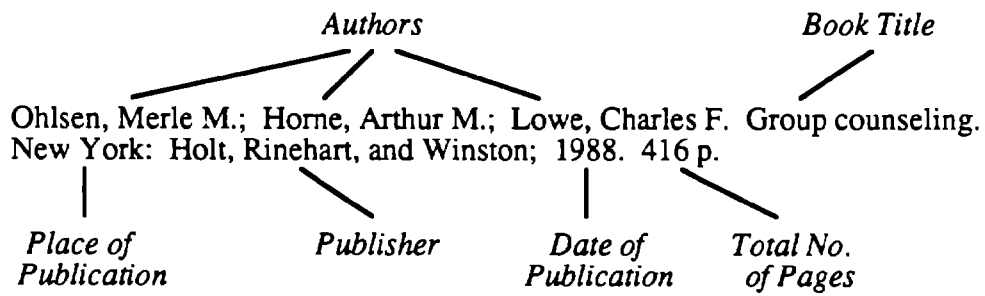 Authors Book Title
Ohlsen, Merle M.; Horne, Arthur M.; Lowe, Charles F. Group counseling.
New York: Holt, Rinehart, and Winston; 1988. 416 p.
Place of Publisher Date of Total No.
Publication Publication of Pages